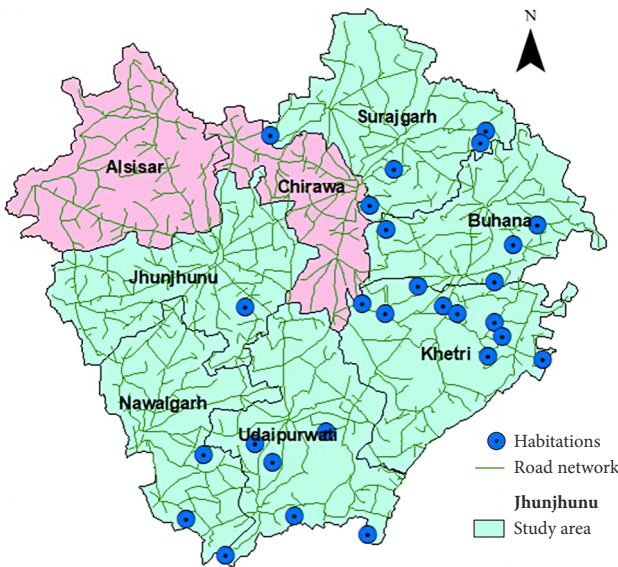 N
Surajgarh
Alsisar
Chirawa
Buhana
Jhunjhunu
Khetri
Nawalgarh
Udaipurwati
Habitations
Road network
Jhunjhunu
Study area